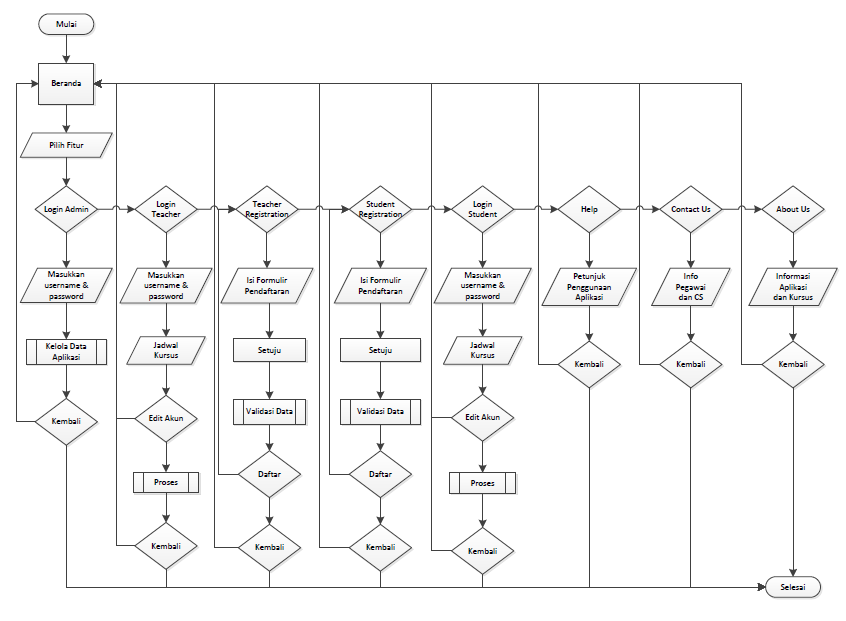 Mulai
Beranda
Pilih Fitur
Login Admin
Login
Teacher
Teacher
Registration
Student
Registration
Login
Student
Help
Contact Us
About Us
Masukkan
username &
password
Masukkan
username &
password
Isi Formulir
Pendaftaran
Isi Formulir
Pendaftaran
Masukkan
username &
password
Petunjuk
Penggunaan
Aplikasi
Info
Pegawai
dan CS
Informasi
Aplikasi
dan Kursus
Kelola Data
Aplikasi
Jadwal
Kursus
Setuju
Setuju
Jadwal
Kursus
Kembali
Kembali
Kembali
Kembali
Edit Akun
Validasi Data
Validasi Data
Edit Akun
Proses
Daftar
Daftar
Proses
Kembali
Kembali
Kembali
Kembali
Selesai